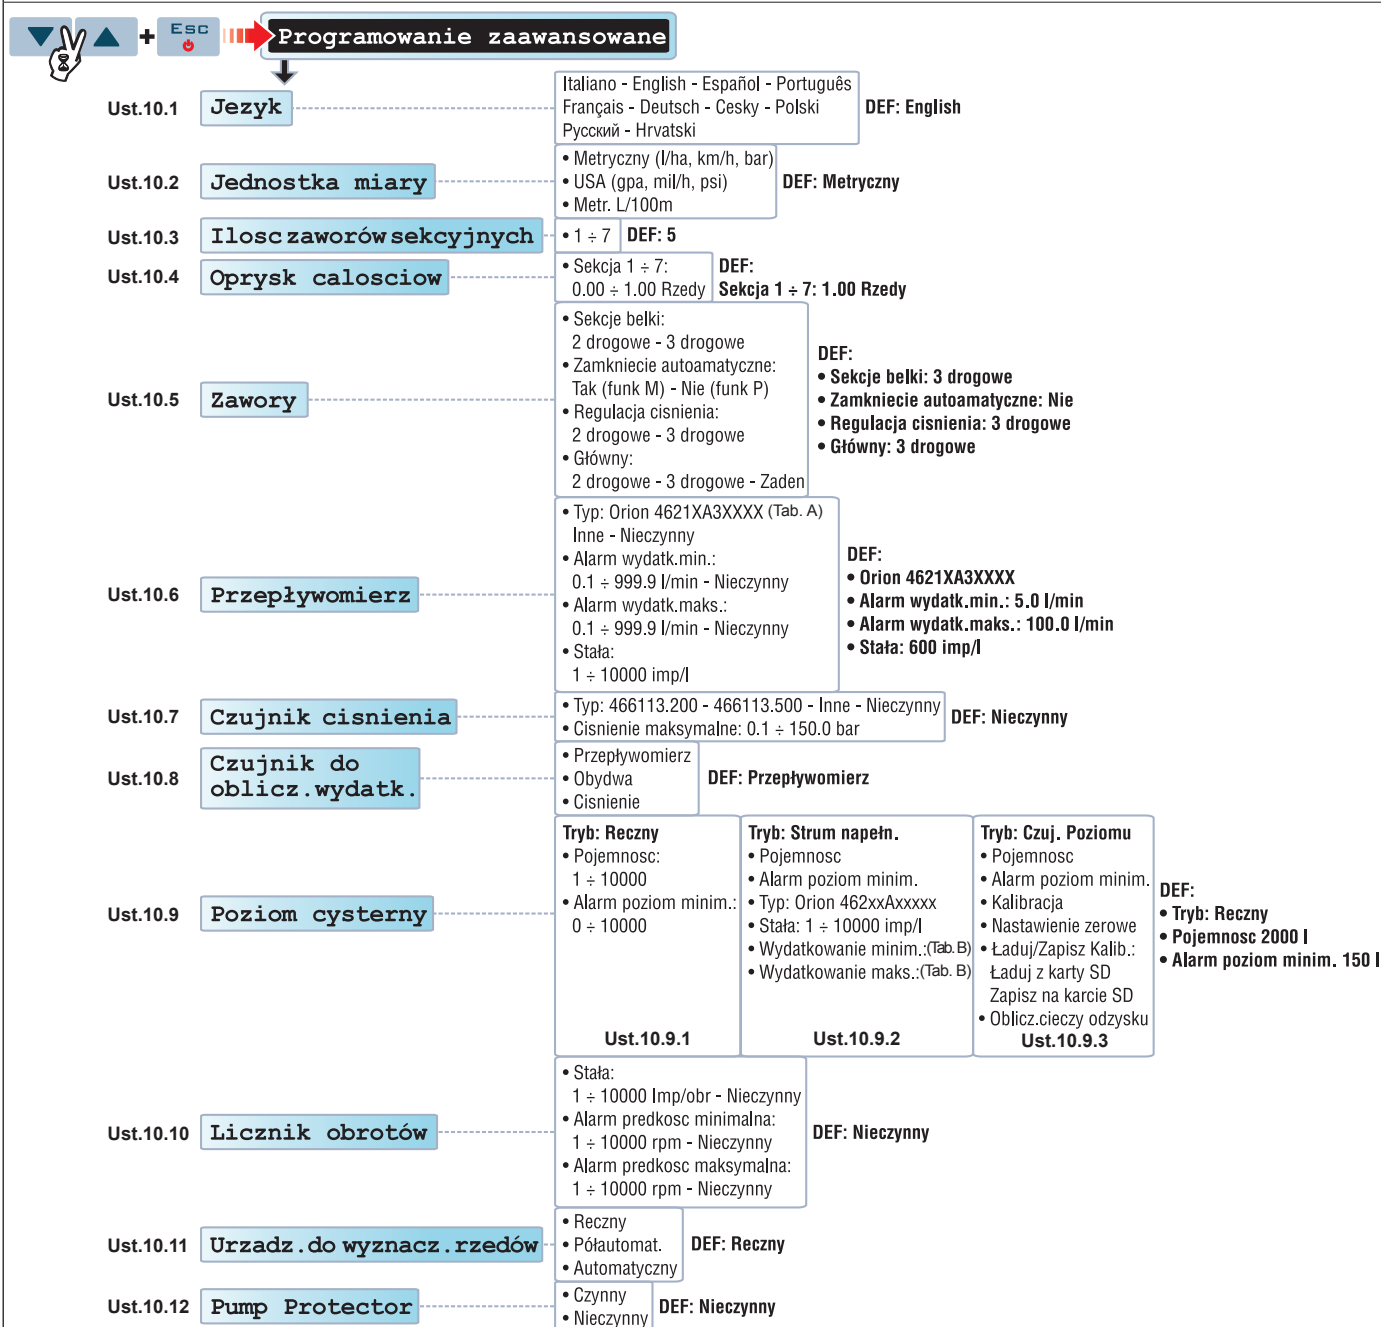 + Esc Programowanie zaawansowane
Ust.10.1 Jezyk
Italiano - English - Español - Português
Français - Deutsch - Cesky - Polski
Русский - Hrvatski
DEF: English
Ust.10.2 Jednostka miary
• Metryczny (l/ha, km/h, bar)
• USA (gpa, mil/h, psi)
• Metr. L/100m
DEF: Metryczny
Ust.10.3 Ilosc zaworów sekcyjnych
• 1 ÷ 7
DEF: 5
Ust.10.4 Oprysk calosciow
• Sekcja 1 ÷ 7:
0.00 ÷ 1.00 Rzedy
DEF:
Sekcja 1 ÷ 7: 1.00 Rzedy
Ust.10.5 Zawory
• Sekcje belki:
2 drogowe - 3 drogowe
• Zamkniecie autoamatyczne:
Tak (funk M) - Nie (funk P)
• Regulacja cisnienia:
2 drogowe - 3 drogowe
• Główny:
2 drogowe - 3 drogowe - Zaden
DEF:
• Sekcje belki: 3 drogowe
• Zamkniecie autoamatyczne: Nie
• Regulacja cisnienia: 3 drogowe
• Główny: 3 drogowe
Ust.10.6 Przepływomierz
• Typ: Orion 4621XA3XXXX (Tab. A)
Inne - Nieczynny
• Alarm wydatk.min.:
0.1 ÷ 999.9 l/min - Nieczynny
• Alarm wydatk.maks.:
0.1 ÷ 999.9 l/min - Nieczynny
• Stała:
1 ÷ 10000 imp/l
DEF:
• Orion 4621XA3XXXX
• Alarm wydatk.min.: 5.0 l/min
• Alarm wydatk.maks.: 100.0 l/min
• Stała: 600 imp/l
Ust.10.7 Czujnik cisnienia
• Typ: 466113.200 - 466113.500 - Inne - Nieczynny
• Cisnienie maksymalne: 0.1 ÷ 150.0 bar
DEF: Nieczynny
Ust.10.8 Czujnik do
oblicz.wydatk.
• Przepływomierz
• Obydwa
• Cisnienie
DEF: Przepływomierz
Ust.10.9 Poziom cysterny
Tryb: Reczny
• Pojemnosc:
1 ÷ 10000
• Alarm poziom minim.:
0 ÷ 10000
Ust.10.9.1
Tryb: Strum napełn.
• Pojemnosc
• Alarm poziom minim.
• Typ: Orion 462xxAxxxxx
• Stała: 1 ÷ 10000 imp/l
• Wydatkowanie minim.:(Tab. B)
• Wydatkowanie maks.:(Tab. B)
Ust.10.9.2
Tryb: Czuj. Poziomu
• Pojemnosc
• Alarm poziom minim.
• Kalibracja
• Nastawienie zerowe
• Ładuj/Zapisz Kalib.:
Ładuj z karty SD
Zapisz na karcie SD
• Oblicz.cieczy odzysku
Ust.10.9.3
DEF:
• Tryb: Reczny
• Pojemnosc 2000 l
• Alarm poziom minim. 150 l
Ust.10.10 Licznik obrotów
• Stała:
1 ÷ 10000 Imp/obr - Nieczynny
• Alarm predkosc minimalna:
1 ÷ 10000 rpm - Nieczynny
• Alarm predkosc maksymalna:
1 ÷ 10000 rpm - Nieczynny
DEF: Nieczynny
Ust.10.11 Urzadz.do wyznacz.rzedów
• Reczny
• Półautomat.
• Automatyczny
DEF: Reczny
Ust.10.12 Pump Protector
• Czynny
• Nieczynny
DEF: Nieczynny